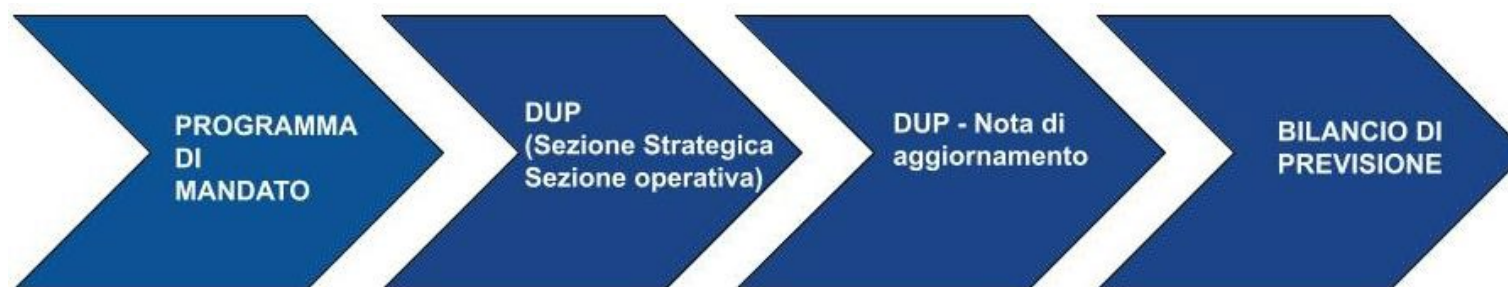 PROGRAMMA
DI
MANDATO
DUP
(Sezione Strategica
Sezione operativa)
DUP - Nota di
aggiornamento
BILANCIO DI
PREVISIONE